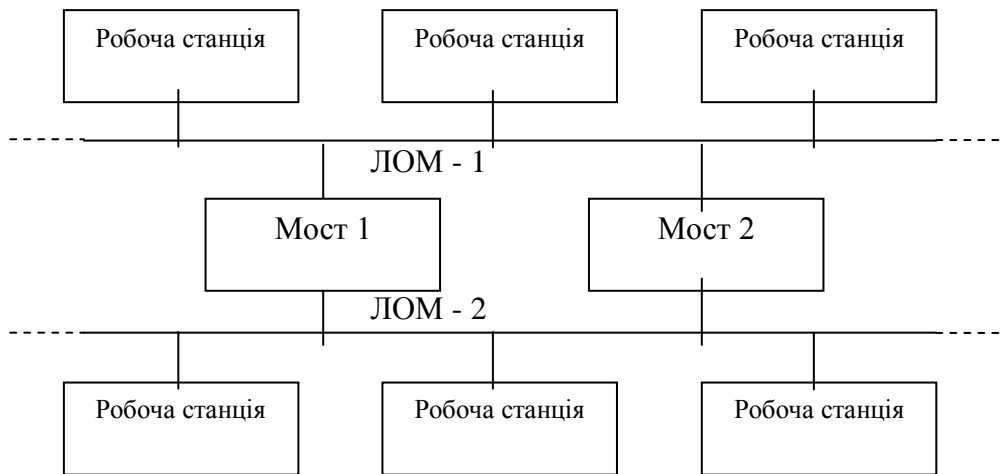 Робоча станція
Робоча станція
Робоча станція
ЛОМ - 1
Мост 1
Мост 2
ЛОМ - 2
Робоча станція
Робоча станція
Робоча станція